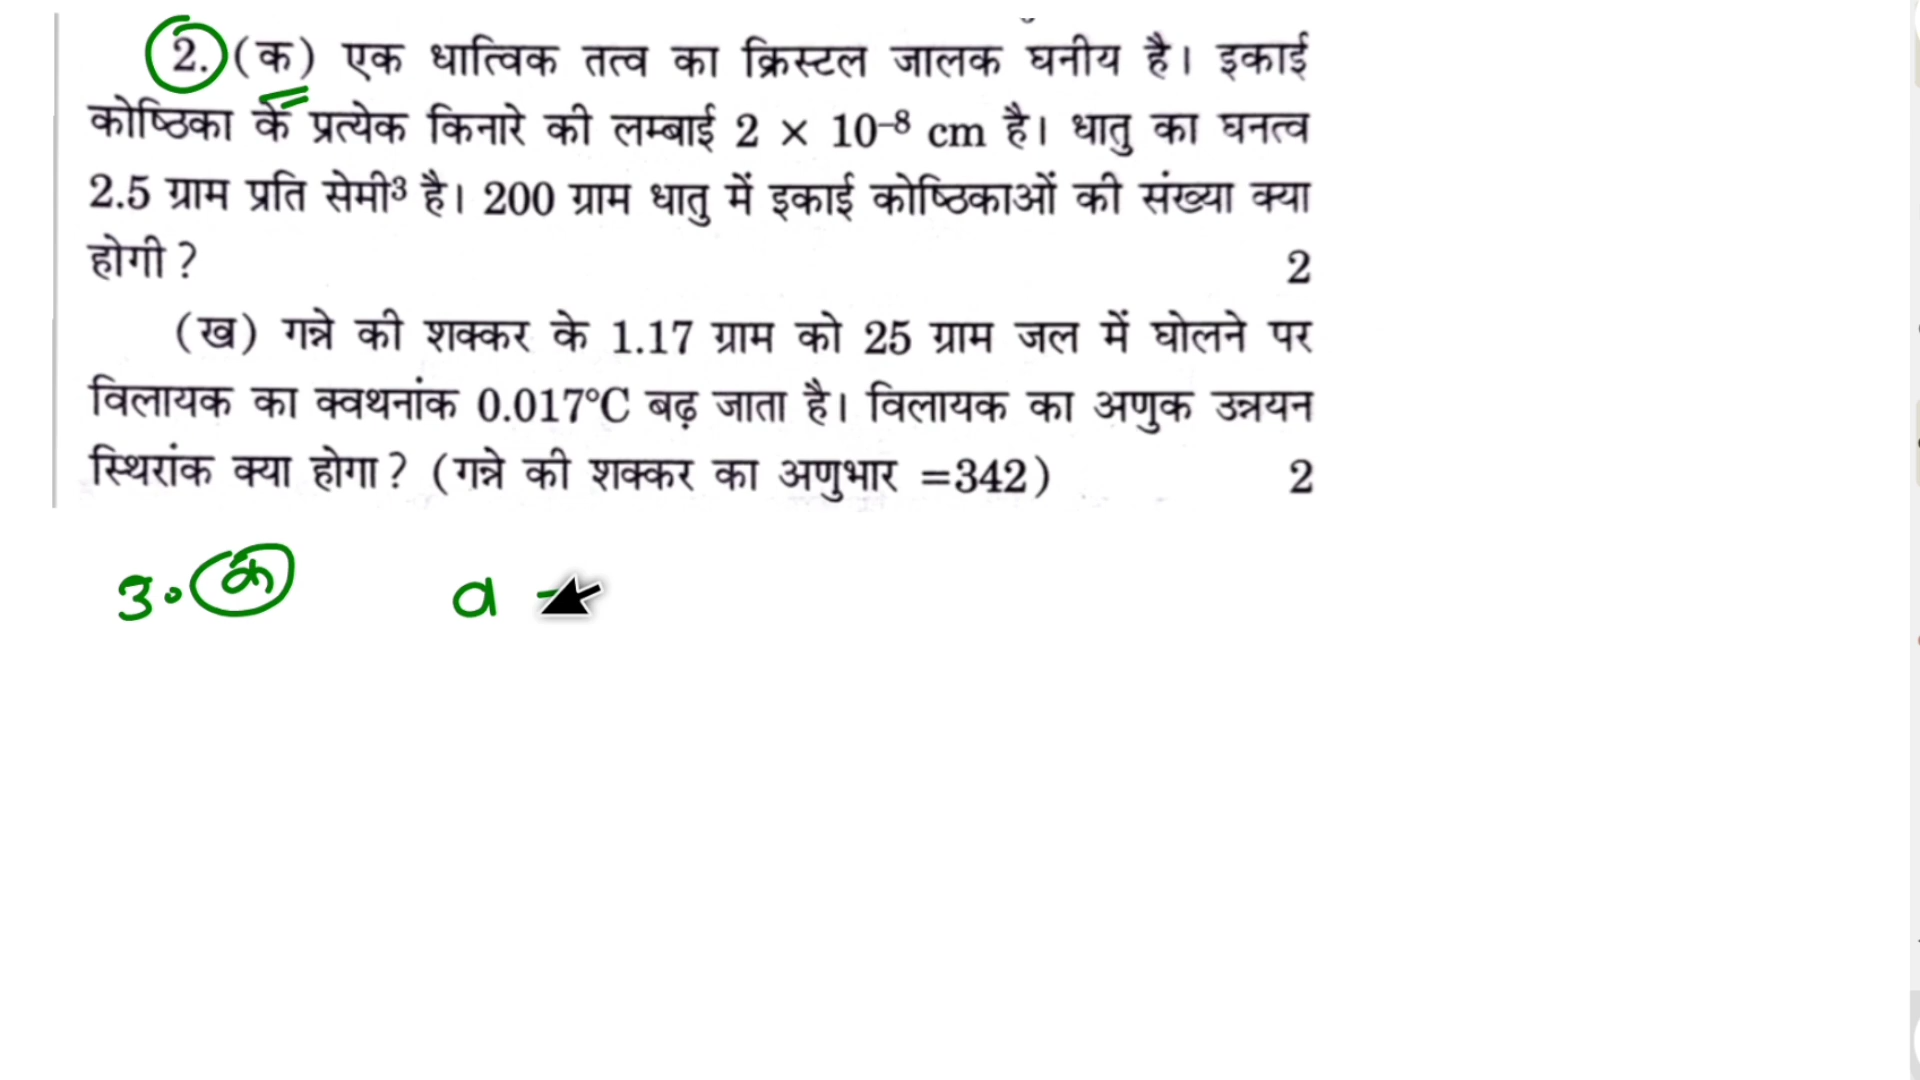 2. (क) एक धात्विक तत्व का क्रिस्टल जालक घनीय है। इकाई
कोष्ठिका के प्रत्येक किनारे की लम्बाई 2 × 10⁻⁸ cm है। धातु का घनत्व
2.5 ग्राम प्रति सेमी³ है। 200 ग्राम धातु में इकाई कोष्ठिकाओं की संख्या क्या
होगी ? 2
(ख) गन्ने की शक्कर के 1.17 ग्राम को 25 ग्राम जल में घोलने पर
विलायक का क्वथनांक 0.017°C बढ़ जाता है। विलायक का अणुक उन्नयन
स्थिरांक क्या होगा ? (गन्ने की शक्कर का अणुभार =342) 2
उ. क a